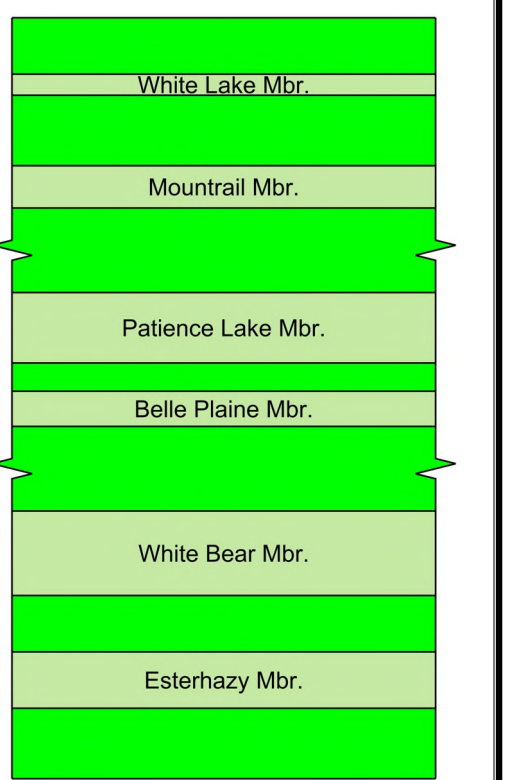 White Lake Mbr.
Mountrail Mbr.
Patience Lake Mbr.
Belle Plaine Mbr.
White Bear Mbr.
Esterhazy Mbr.